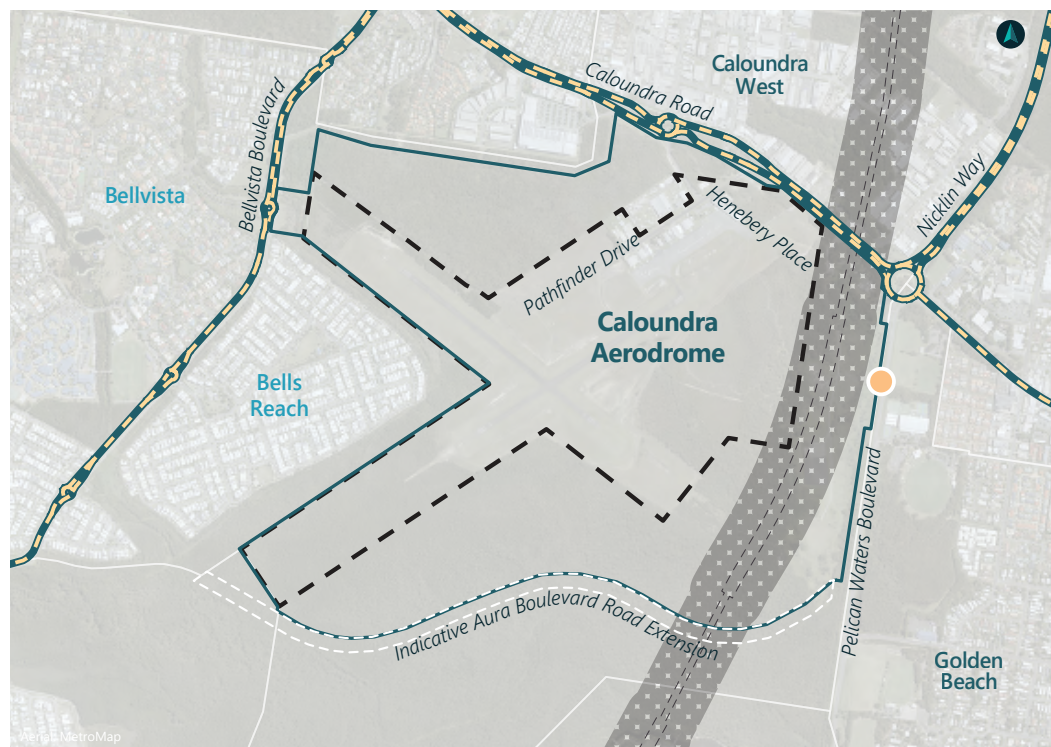 Caloundra
West
Caloundra Road
Bellvista Boulevard
Bellvista
Nicklin Way
Henebery Place
Pathfinder Drive
Caloundra
Aerodrome
Bells
Reach
Pelican Waters Boulevard
Indicative Aura Boulevard Road Extension
Golden
Beach
Aerial: MetroMap